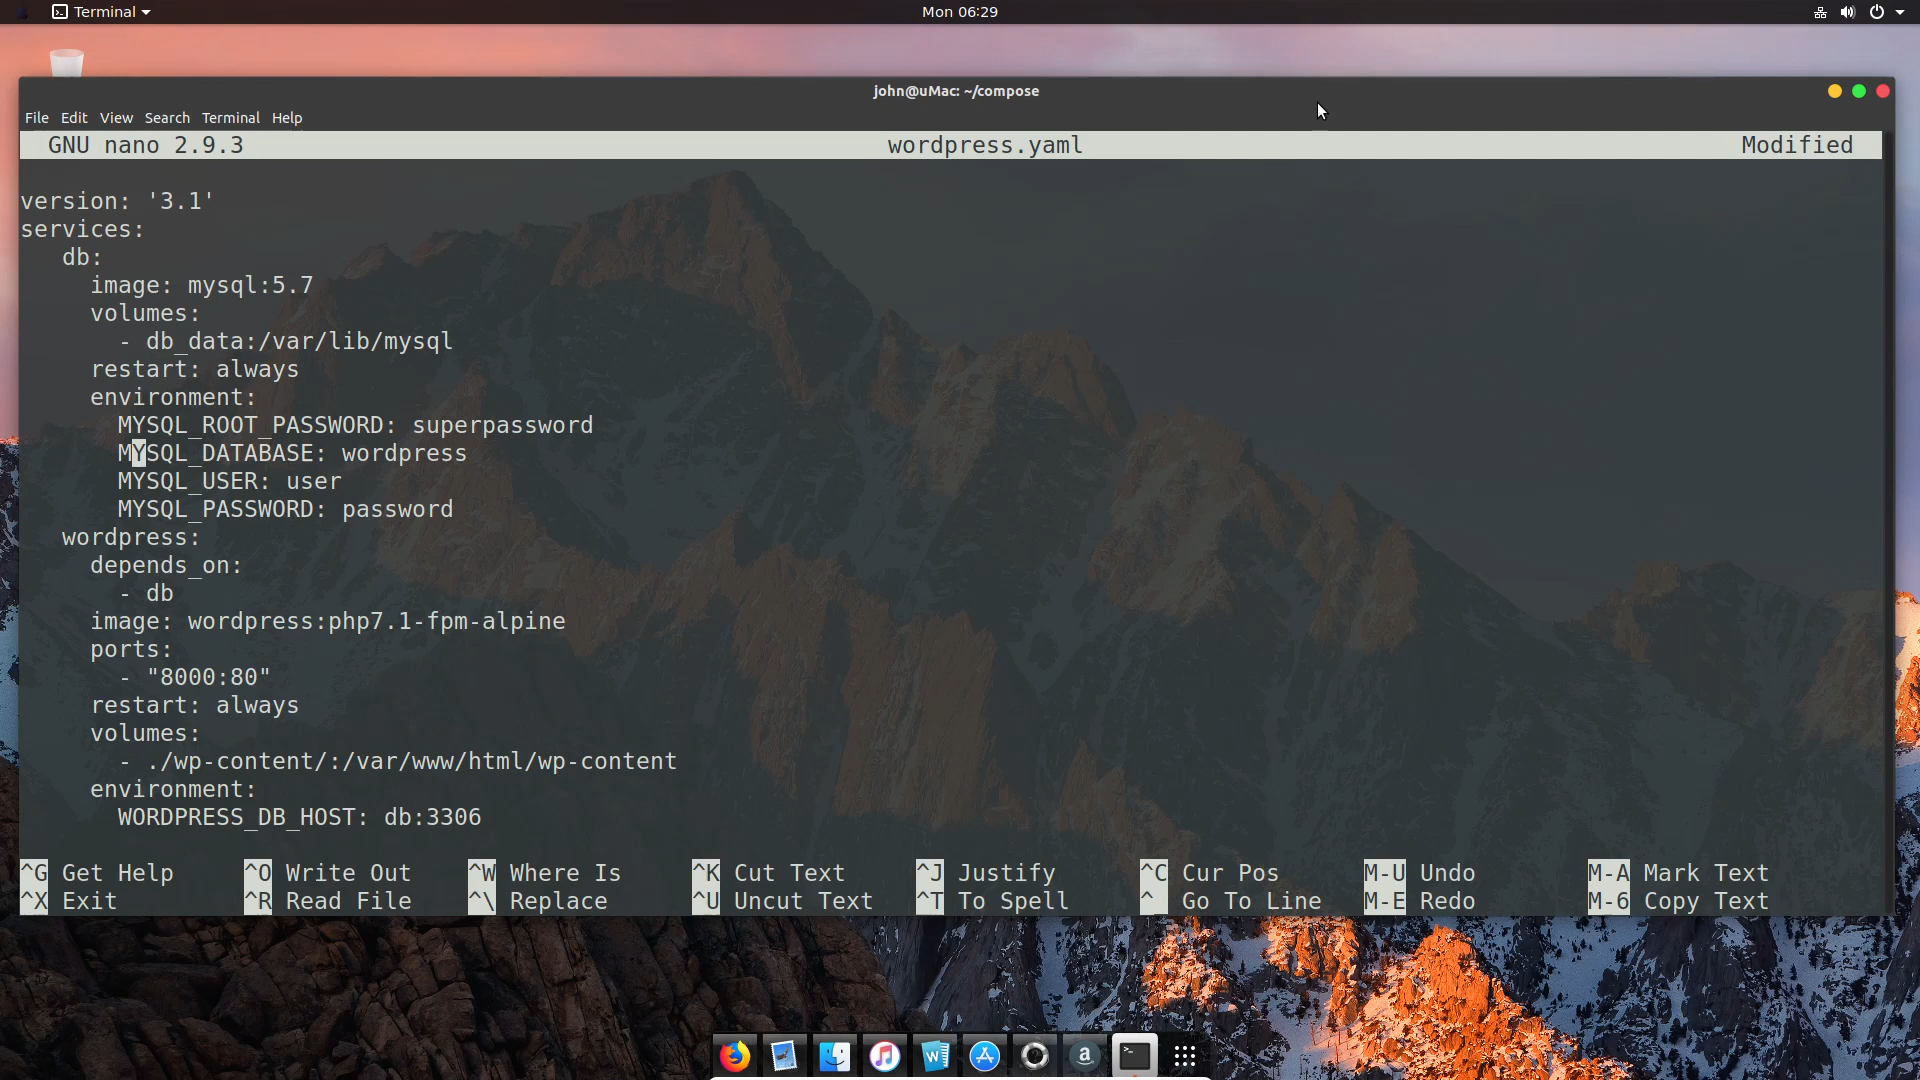 Terminal
Mon 06:29
john@uMac: ~/compose
File Edit View Search Terminal Help
GNU nano 2.9.3 wordpress.yaml Modified
version: '3.1'
services:
db:
image: mysql:5.7
volumes:
- db_data:/var/lib/mysql
restart: always
environment:
MYSQL_ROOT_PASSWORD: superpassword
MYSQL_DATABASE: wordpress
MYSQL_USER: user
MYSQL_PASSWORD: password
wordpress:
depends_on:
- db
image: wordpress:php7.1-fpm-alpine
ports:
- "8000:80"
restart: always
volumes:
- ./wp-content/:/var/www/html/wp-content
environment:
WORDPRESS_DB_HOST: db:3306
^G Get Help ^O Write Out ^W Where Is ^K Cut Text ^J Justify ^C Cur Pos M-U Undo M-A Mark Text
^X Exit ^R Read File ^\ Replace ^U Uncut Text ^T To Spell ^_ Go To Line M-E Redo M-6 Copy Text
W
a
>_